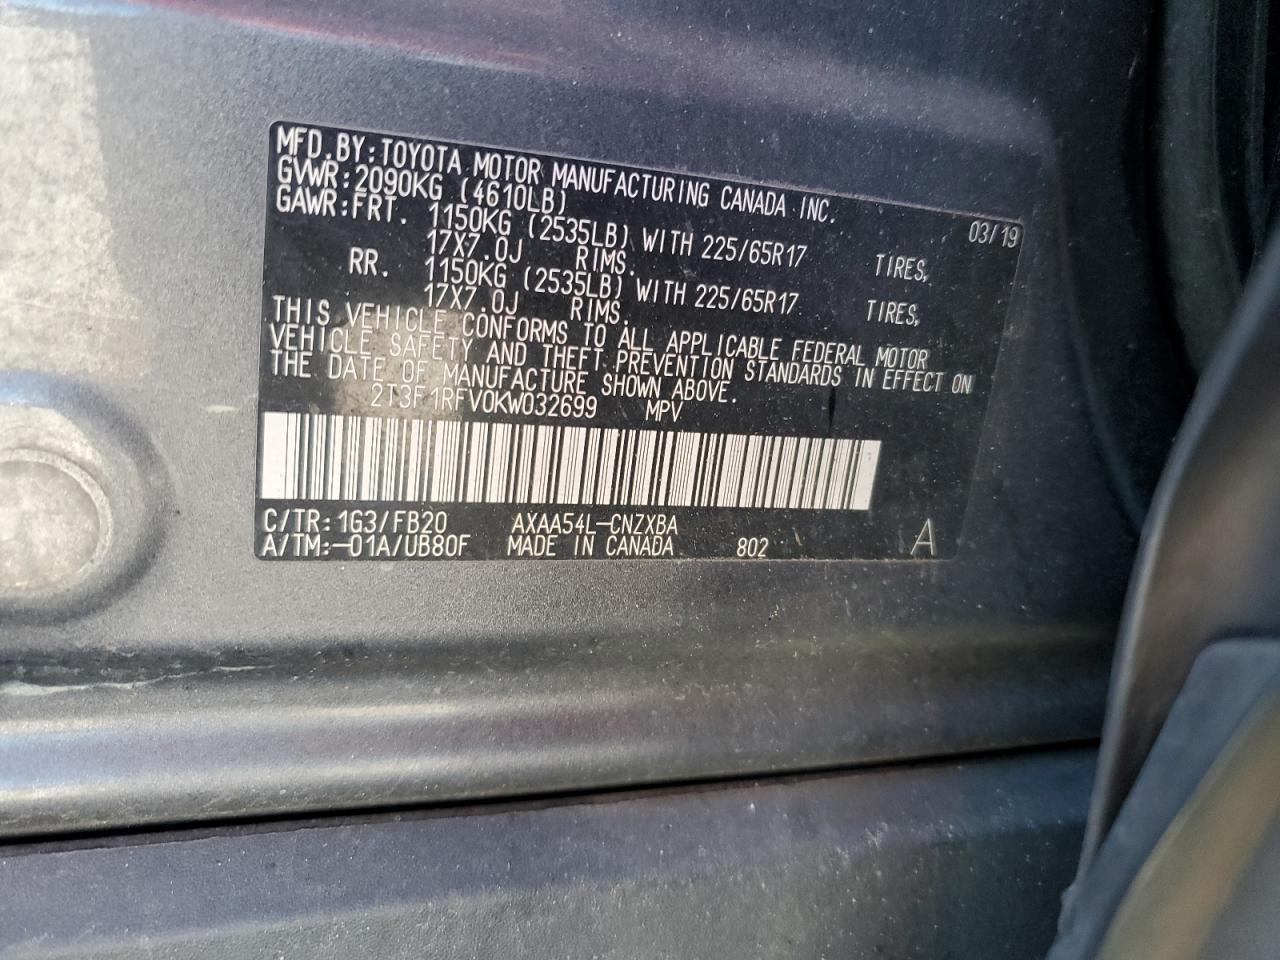 MFD.BY:TOYOTA MOTOR MANUFACTURING CANADA INC.
GVWR:2090KG (4610LB) 03/19
GAWR:FRT. 1150KG (2535LB) WITH 225/65R17 TIRES,
17X7.0J RIMS.
RR. 1150KG (2535LB) WITH 225/65R17 TIRES,
17X7.0J RIMS.
THIS VEHICLE CONFORMS TO ALL APPLICABLE FEDERAL MOTOR
VEHICLE SAFETY AND THEFT PREVENTION STANDARDS IN EFFECT ON
THE DATE OF MANUFACTURE SHOWN ABOVE.
2T3F1RFV0KW032699 MPV
C/TR:1G3/FB20 AXAA54L-CNZXBA
A/TM:-01A/UB80F MADE IN CANADA 802 A